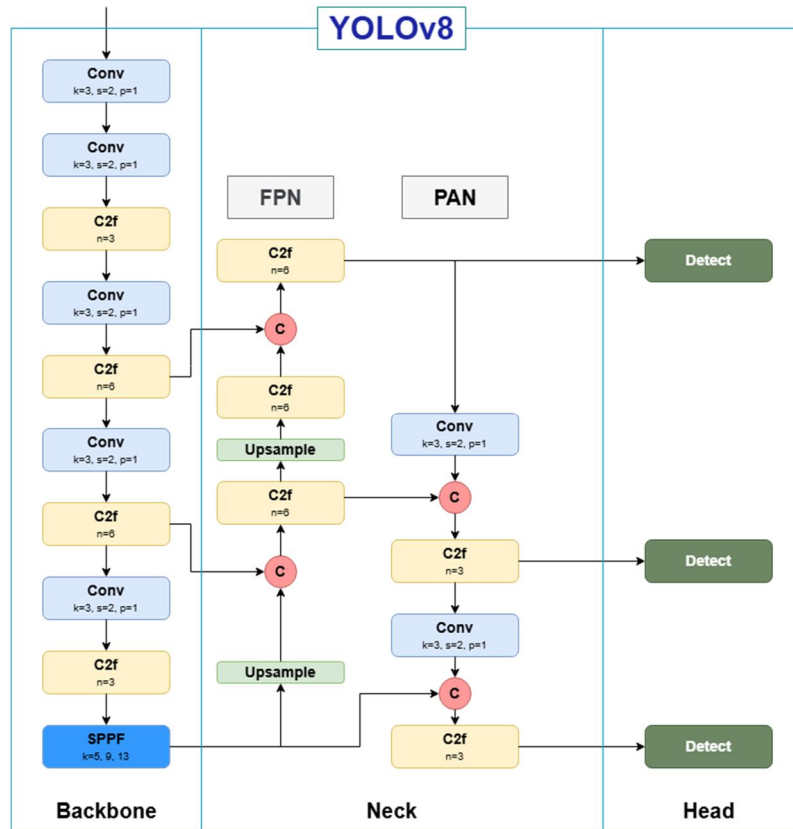 YOLOv8
Conv
k=3, s=2, p=1
Conv
k=3, s=2, p=1
C2f
n=3
Conv
k=3, s=2, p=1
C2f
n=6
Conv
k=3, s=2, p=1
C2f
n=6
Conv
k=3, s=2, p=1
C2f
n=3
SPPF
k=5, 9, 13
Backbone
FPN
C2f
n=6
C
C2f
n=6
Upsample
C2f
n=6
C
Upsample
PAN
Conv
k=3, s=2, p=1
C
C2f
n=3
Conv
k=3, s=2, p=1
C
C2f
n=3
Neck
Detect
Detect
Detect
Head